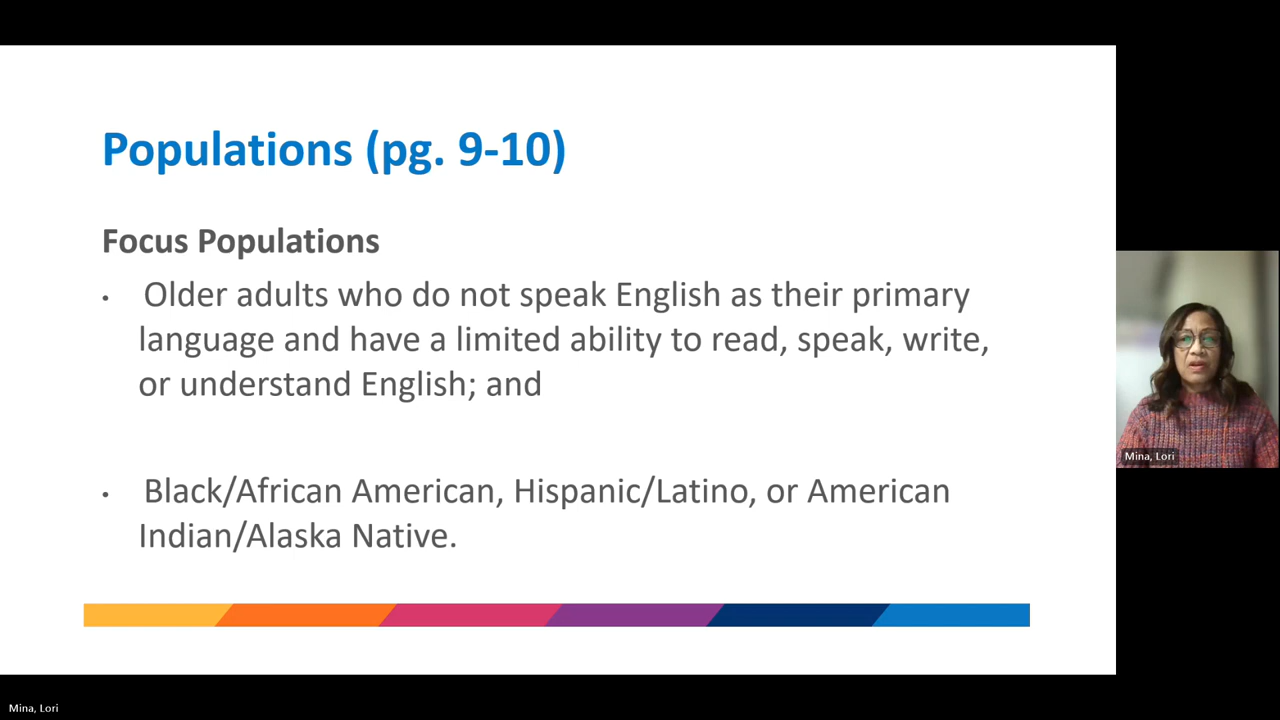 Populations (pg. 9-10)
Focus Populations
• Older adults who do not speak English as their primary
language and have a limited ability to read, speak, write,
or understand English; and
• Black/African American, Hispanic/Latino, or American
Indian/Alaska Native.
Mina, Lori
Mina, Lori